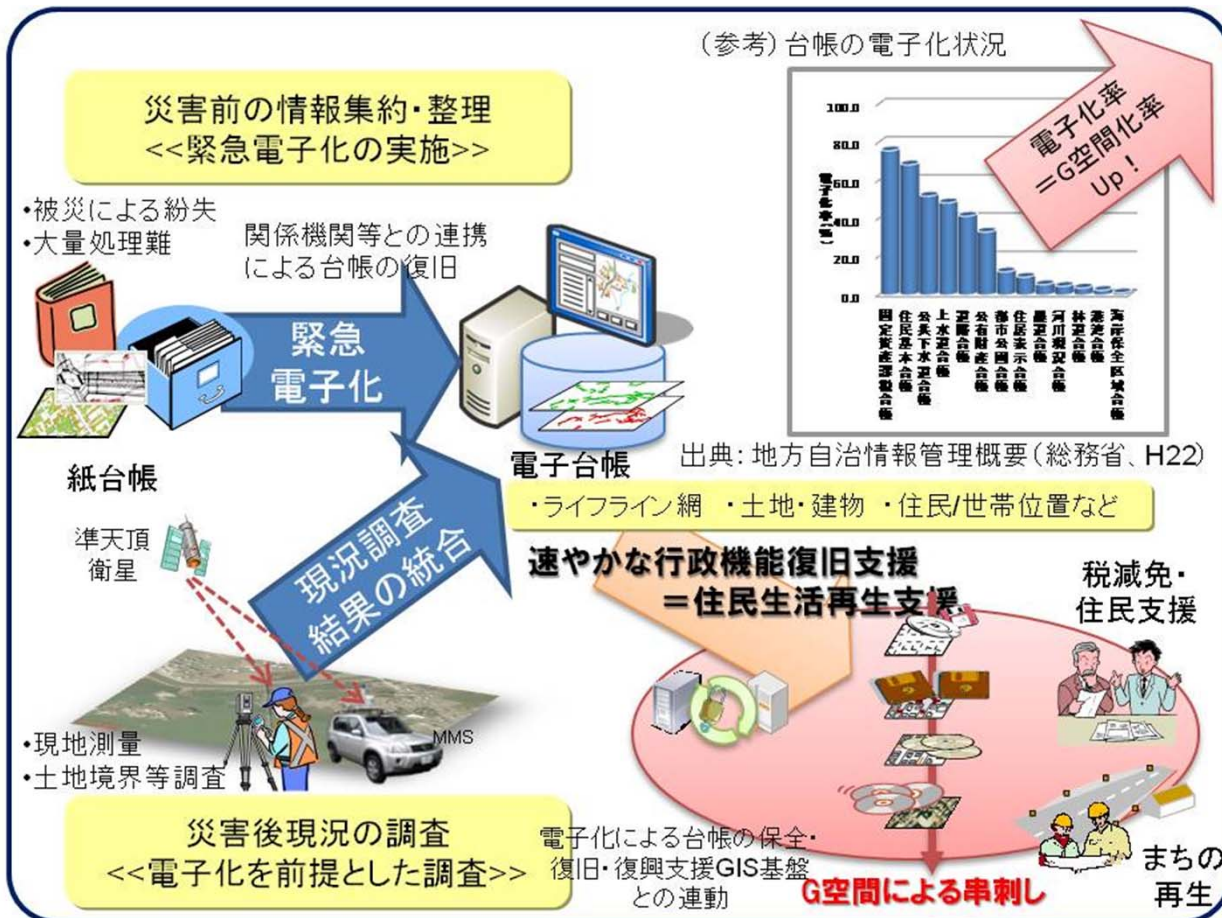 (参考)台帳の電子化状況
災害前の情報集約・整理
<<緊急電子化の実施>>
・被災による紛失
・大量処理難
関係機関等との連携
による台帳の復旧
緊急
電子化
紙台帳
電子台帳
電子化率
=G空間化率
Up!
100.0
80.0
60.0
40.0
20.0
0.0
電子化率(%)
固定資産課税台帳
住民基本台帳
公共下水道台帳
上水道台帳
道路台帳
公有財産台帳
都市公園台帳
住居表示台帳
農道台帳
河川現況台帳
林道台帳
港湾台帳
海岸保全区域台帳
出典:地方自治情報管理概要(総務省、H22)
・ライフライン網 ・土地・建物 ・住民/世帯位置など
準天頂
衛星
現況調査
結果の統合
速やかな行政機能復旧支援
=住民生活再生支援
税減免・
住民支援
MMS
・現地測量
・土地境界等調査
災害後現況の調査
<<電子化を前提とした調査>>
電子化による台帳の保全・
復旧・復興支援GIS基盤
との連動
G空間による串刺し
まちの
再生